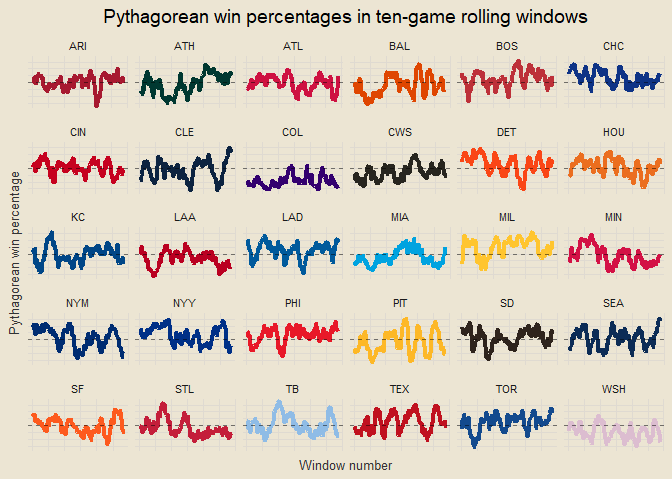 Pythagorean win percentages in ten-game rolling windows
ARI ATH ATL BAL BOS CHC
CIN CLE COL CWS DET HOU
KC LAA LAD MIA MIL MIN
NYM NYY PHI PIT SD SEA
SF STL TB TEX TOR WSH
Pythagorean win percentage
Window number